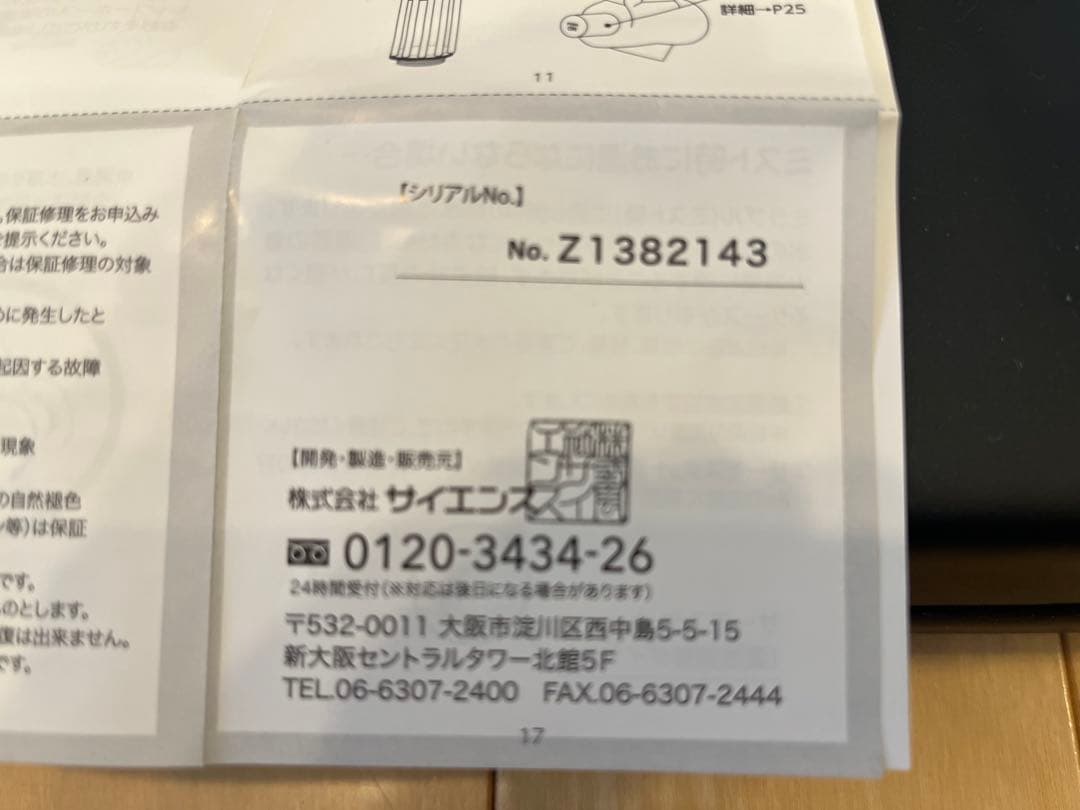 詳細→P25
11
保証修理をお申込み
提示ください。
合は保証修理の対象
めに発生したと
起因する故障
現象
の自然褪色
ン等)は保証
です。
のとします。
復は出来ません。
です。
【シリアルNo.】
No. Z1382143
【開発・製造・販売元】
株式会社 サイエンス
0120-3434-26
24時間受付(※対応は後日になる場合があります)
〒532-0011 大阪市淀川区西中島5-5-15
新大阪セントラルタワー北館5F
TEL.06-6307-2400 FAX.06-6307-2444
17